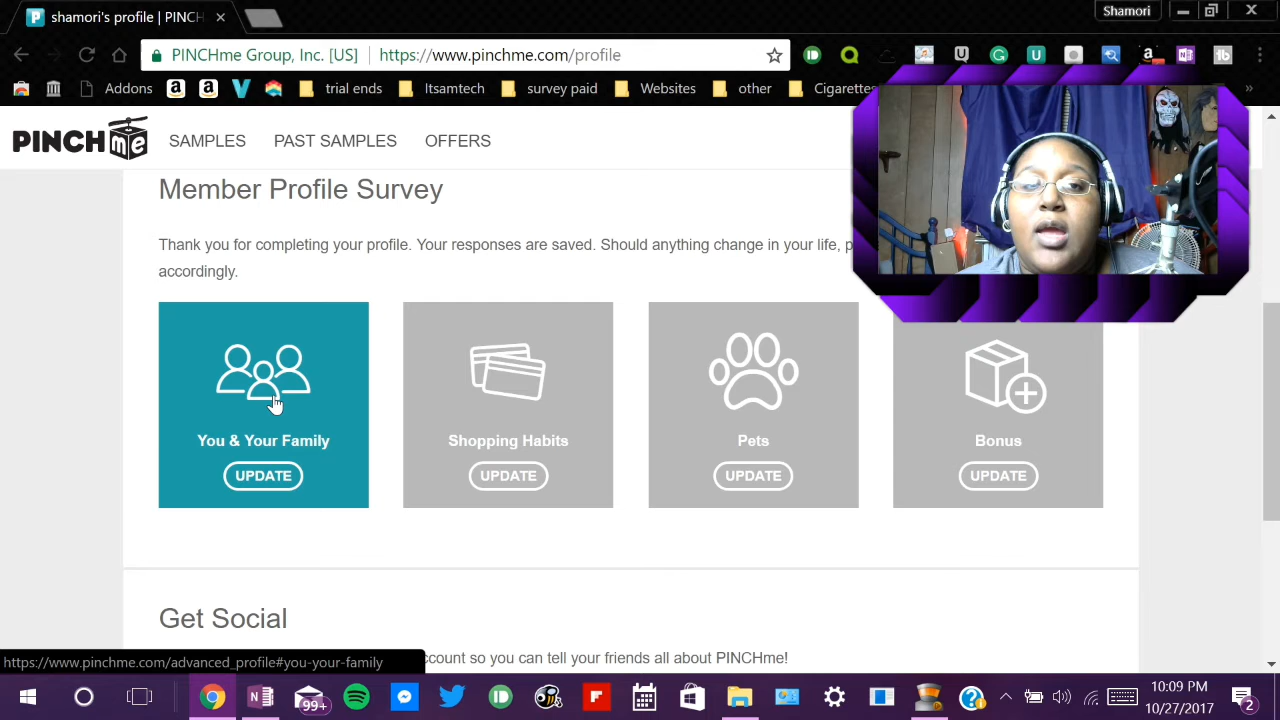 shamori's profile | PINCH
Shamori
PINCHme Group, Inc. [US]
https://www.pinchme.com/profile
Addons
trial ends
Itsamtech
survey paid
Websites
other
Cigarettes
»
PINCHme
SAMPLES
PAST SAMPLES
OFFERS
Member Profile Survey
Thank you for completing your profile. Your responses are saved. Should anything change in your life, p
accordingly.
You & Your Family
UPDATE
Shopping Habits
UPDATE
Pets
UPDATE
Bonus
UPDATE
Get Social
ccount so you can tell your friends all about PINCHme!
https://www.pinchme.com/advanced_profile#you-your-family
99+
10:09 PM
10/27/2017
2